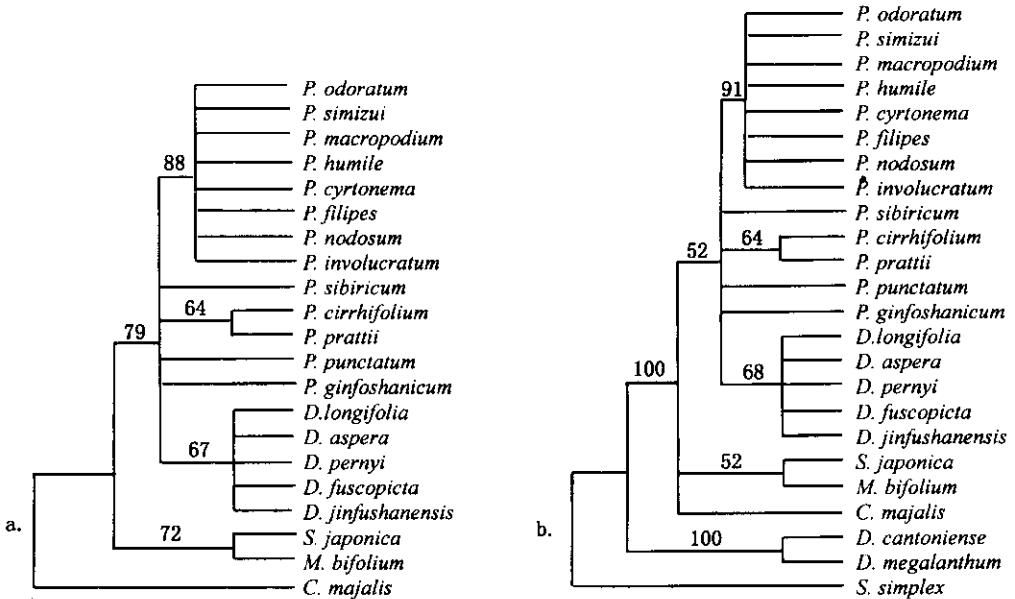 P. odoratum
P. simizui
P. macropodium
88
P. humile
P. cyrtonema
P. filipes
P. nodosum
P. involucratum
P. sibiricum
64
P. cirrhifolium
79
P. prattii
P. punctatum
P. ginfoshanicum
D.longifolia
D. aspera
67
D. pernyi
D. fuscopicta
D. jinfushanensis
a.
72
S. japonica
M. bifolium
C. majalis
P. odoratum
P. simizui
P. macropodium
91
P. humile
P. cyrtonema
P. filipes
P. nodosum
P. involucratum
P. sibiricum
64
P. cirrhifolium
52
P. prattii
P. punctatum
P. ginfoshanicum
D.longifolia
D. aspera
100
68
D. pernyi
D. fuscopicta
D. jinfushanensis
52
S. japonica
M. bifolium
C. majalis
b.
100
D. cantoniense
D. megalanthum
S. simplex